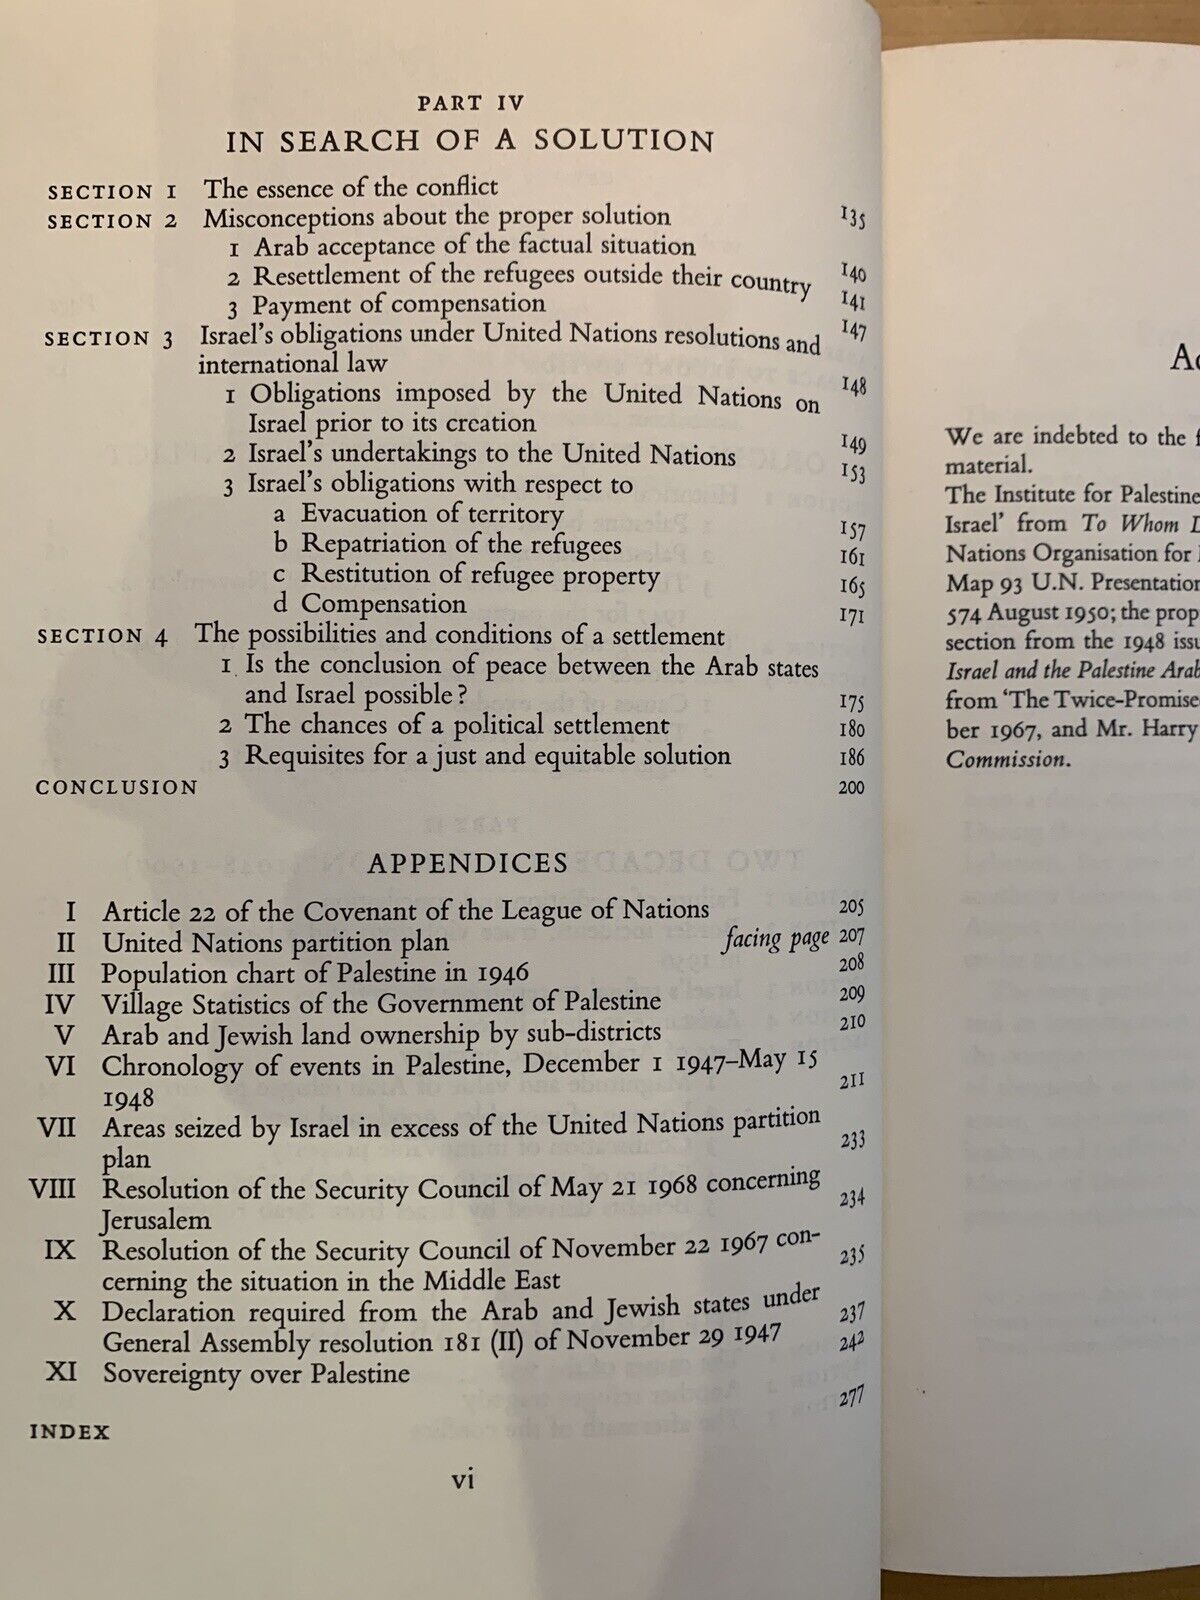 PART IV
IN SEARCH OF A SOLUTION
SECTION 1 The essence of the conflict 135
SECTION 2 Misconceptions about the proper solution
1 Arab acceptance of the factual situation 140
2 Resettlement of the refugees outside their country 141
3 Payment of compensation 147
SECTION 3 Israel's obligations under United Nations resolutions and
international law 148
1 Obligations imposed by the United Nations on
Israel prior to its creation 149
2 Israel's undertakings to the United Nations 153
3 Israel's obligations with respect to
a Evacuation of territory 157
b Repatriation of the refugees 161
c Restitution of refugee property 165
d Compensation 171
SECTION 4 The possibilities and conditions of a settlement
1 Is the conclusion of peace between the Arab states
and Israel possible? 175
2 The chances of a political settlement 180
3 Requisites for a just and equitable solution 186
CONCLUSION 200
APPENDICES
I Article 22 of the Covenant of the League of Nations 205
II United Nations partition plan facing page 207
III Population chart of Palestine in 1946 208
IV Village Statistics of the Government of Palestine 209
V Arab and Jewish land ownership by sub-districts 210
VI Chronology of events in Palestine, December 1 1947–May 15
1948 211
VII Areas seized by Israel in excess of the United Nations partition
plan 233
VIII Resolution of the Security Council of May 21 1968 concerning
Jerusalem 234
IX Resolution of the Security Council of November 22 1967 con-
cerning the situation in the Middle East 235
X Declaration required from the Arab and Jewish states under
General Assembly resolution 181 (II) of November 29 1947 237
XI Sovereignty over Palestine 242
INDEX 277
vi
We are indebted to the
material.
The Institute for Palestine
Israel' from To Whom
Nations Organisation for
Map 93 U.N. Presentation
574 August 1950; the
section from the 1948
Israel and the Palestine Arab
from 'The Twice-Promise
ber 1967, and Mr. Harry
Commission.